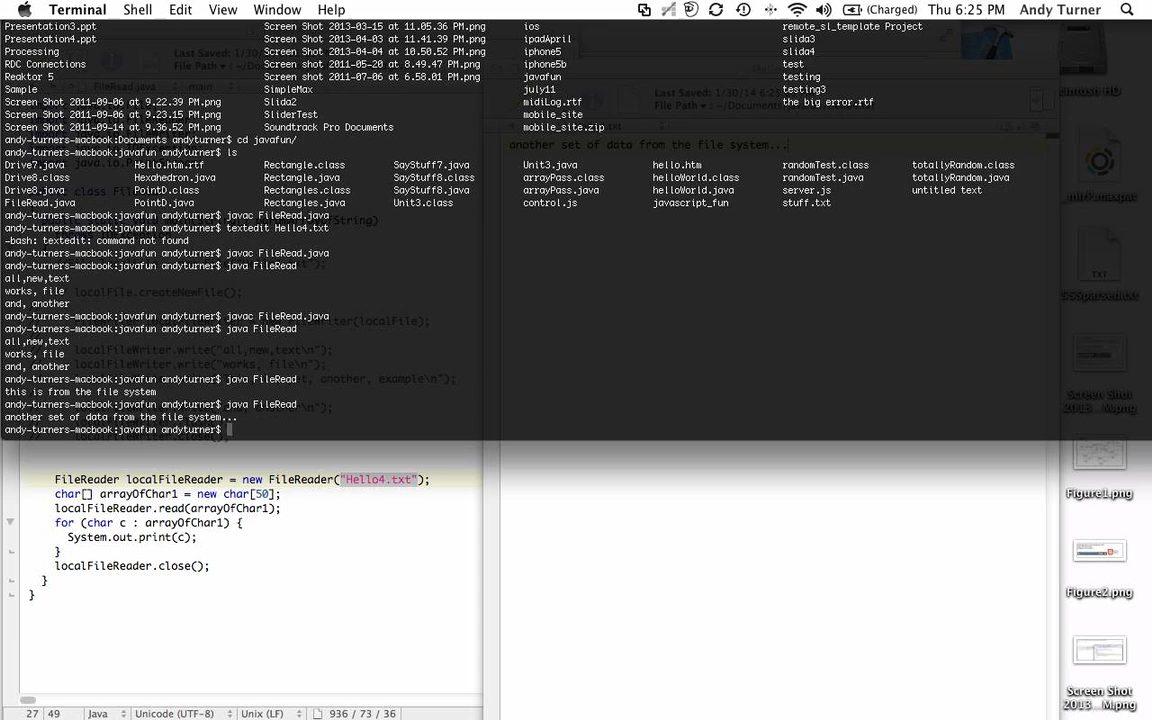 Terminal Shell Edit View Window Help (Charged) Thu 6:25 PM Andy Turner
Presentation3.ppt Screen Shot 2013-03-15 at 11.05.36 PM.png ios remote_sl_template Project
Presentation4.ppt Screen Shot 2013-04-03 at 11.41.39 PM.png ipadApril slida3
Processing Screen Shot 2013-04-04 at 10.50.52 PM.png iphone5 slida4
RDC Connections Screen Shot 2011-05-20 at 8.49.47 PM.png iphone5b test
Reaktor 5 Screen Shot 2011-07-06 at 6.58.01 PM.png javafun testing
Sample SimpleMax july11 testing3
Screen Shot 2011-09-06 at 9.22.39 PM.png Slida2 midiLog.rtf the big error.rtf
Screen Shot 2011-09-06 at 9.23.15 PM.png SliderTest mobile_site
Screen Shot 2011-09-14 at 9.36.52 PM.png Soundtrack Pro Documents mobile_site.zip
andy-turners-macbook:Documents andyturner$ cd javafun/
andy-turners-macbook:javafun andyturner$ ls
another set of data from the file system...
Drive7.java Hello.htm.rtf Rectangle.class SayStuff7.java Unit3.java hello.htm randomTest.class totallyRandom.class
Drive8.class Hexahedron.java Rectangle.java SayStuff8.class arrayPass.class helloWorld.class randomTest.java totallyRandom.java
Drive8.java PointD.class Rectangles.class SayStuff8.java arrayPass.java helloWorld.java server.js untitled text
FileRead.java PointD.java Rectangles.java Unit3.class control.js javascript_fun stuff.txt
andy-turners-macbook:javafun andyturner$ javac FileRead.java
andy-turners-macbook:javafun andyturner$ textedit Hello4.txt
-bash: textedit: command not found
andy-turners-macbook:javafun andyturner$ javac FileRead.java
andy-turners-macbook:javafun andyturner$ java FileRead
all,new,text
works, file
localFile.createNewFile();
and, another
andy-turners-macbook:javafun andyturner$ javac FileRead.java
andy-turners-macbook:javafun andyturner$ java FileRead
all,new,text
localFileWriter.write("all,new,text\n");
works, file
localFileWriter.write("works, file\n");
and, another
andy-turners-macbook:javafun andyturner$ java FileRead
this is from the file system
andy-turners-macbook:javafun andyturner$ java FileRead
another set of data from the file system...
andy-turners-macbook:javafun andyturner$
FileReader localFileReader = new FileReader("Hello4.txt");
char[] arrayOfChar1 = new char[50];
localFileReader.read(arrayOfChar1);
for (char c : arrayOfChar1) {
System.out.print(c);
}
localFileReader.close();
}
}
Screen Shot
Figure1.png
Figure2.png
Screen Shot
27 49 Java Unicode (UTF-8) Unix (LF) 936 / 73 / 36